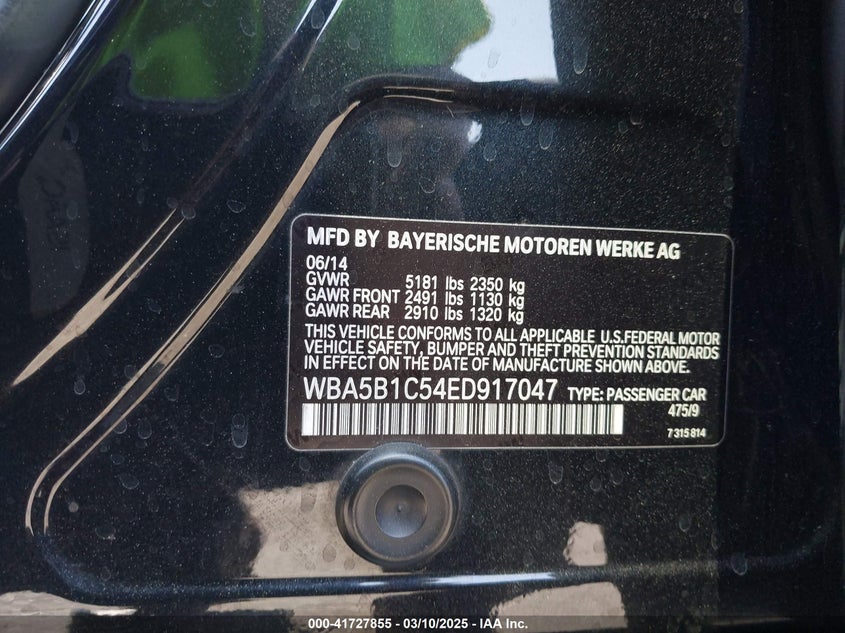 MFD BY BAYERISCHE MOTOREN WERKE AG
06/14
GVWR 5181 lbs 2350 kg
GAWR FRONT 2491 lbs 1130 kg
GAWR REAR 2910 lbs 1320 kg
THIS VEHICLE CONFORMS TO ALL APPLICABLE U.S.FEDERAL MOTOR
VEHICLE SAFETY, BUMPER AND THEFT PREVENTION STANDARDS
IN EFFECT ON THE DATE OF MANUFACTURE SHOWN ABOVE.
WBA5B1C54ED917047 TYPE: PASSENGER CAR
475/9
7 315 814
000-41727855 — 03/10/2025 — IAA Inc.